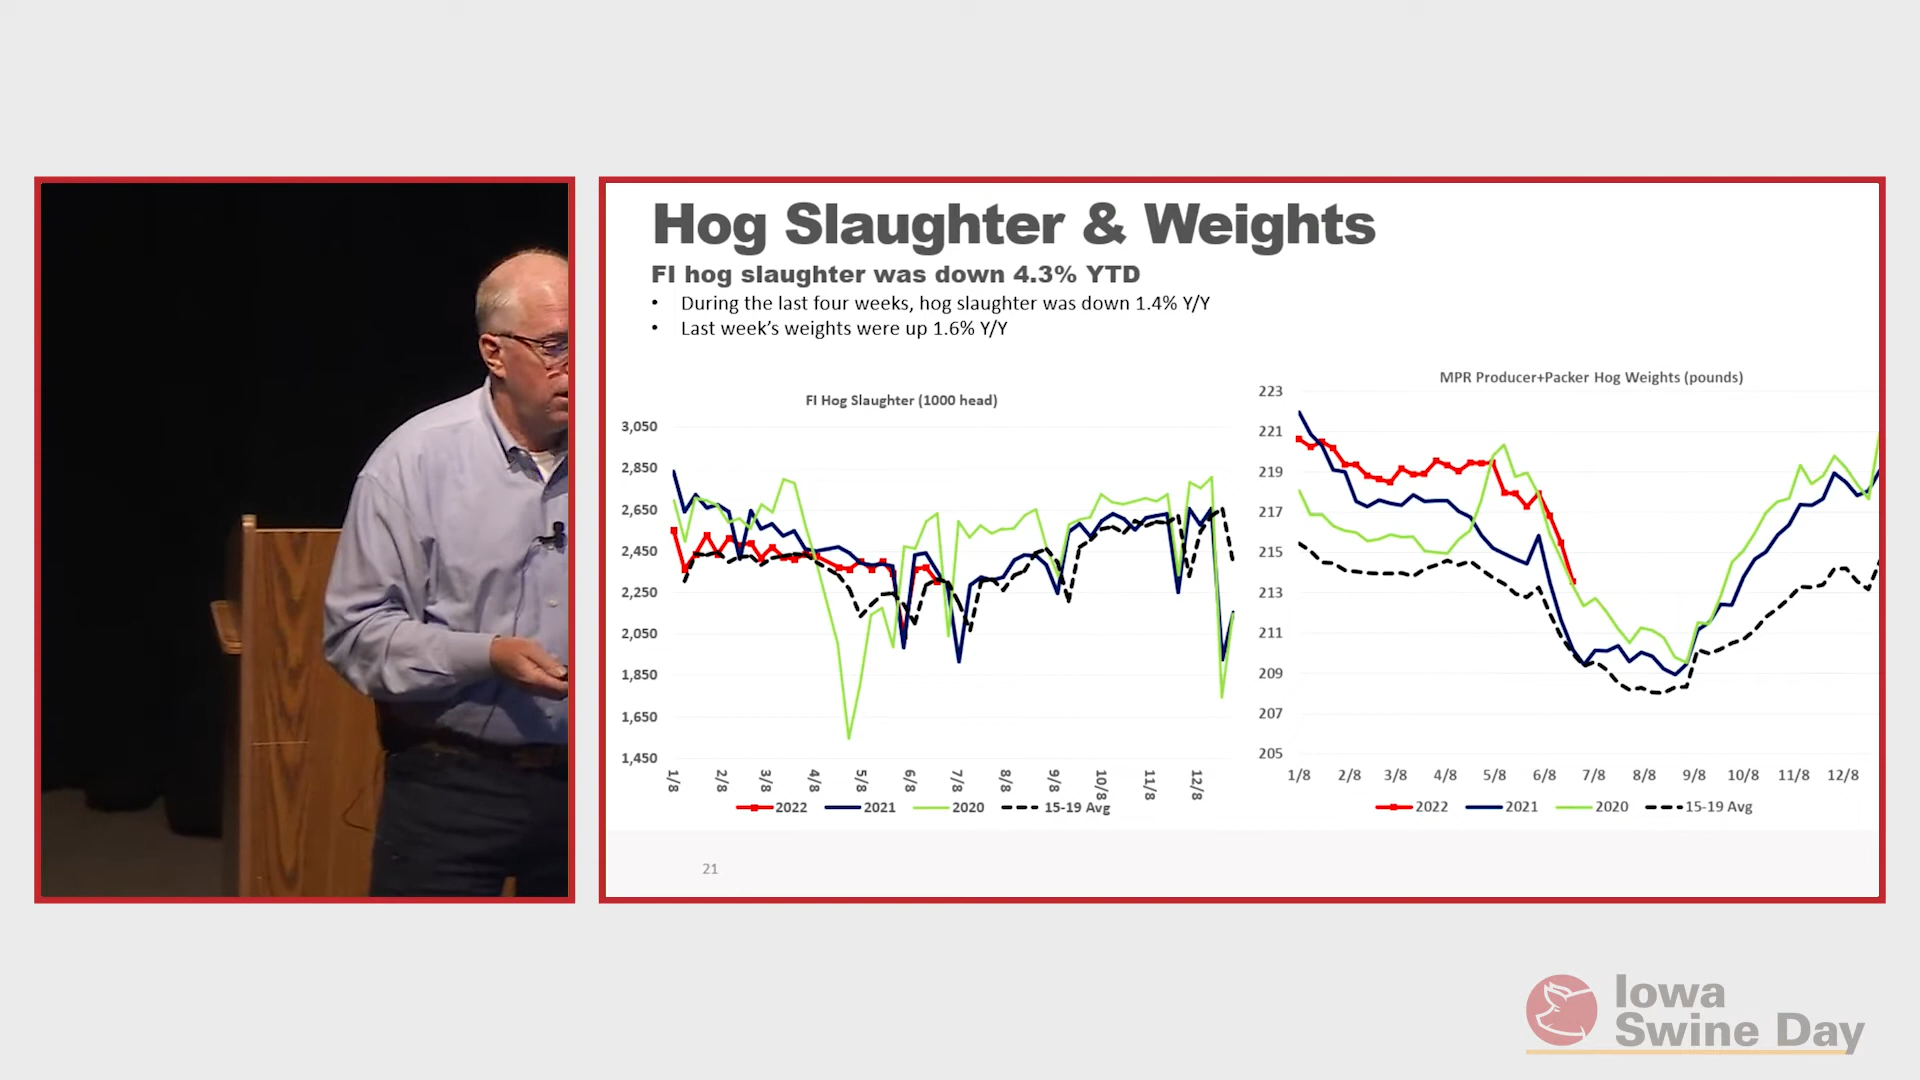 Hog Slaughter & Weights
FI hog slaughter was down 4.3% YTD
• During the last four weeks, hog slaughter was down 1.4% Y/Y
• Last week's weights were up 1.6% Y/Y
FI Hog Slaughter (1000 head)
3,050
2,850
2,650
2,450
2,250
2,050
1,850
1,650
1,450
1/8 2/8 3/8 4/8 5/8 6/8 7/8 8/8 9/8 10/8 11/8 12/8
2022 2021 2020 15-19 Avg
MPR Producer+Packer Hog Weights (pounds)
223
221
219
217
215
213
211
209
207
205
1/8 2/8 3/8 4/8 5/8 6/8 7/8 8/8 9/8 10/8 11/8 12/8
2022 2021 2020 15-19 Avg
21
Iowa
Swine Day